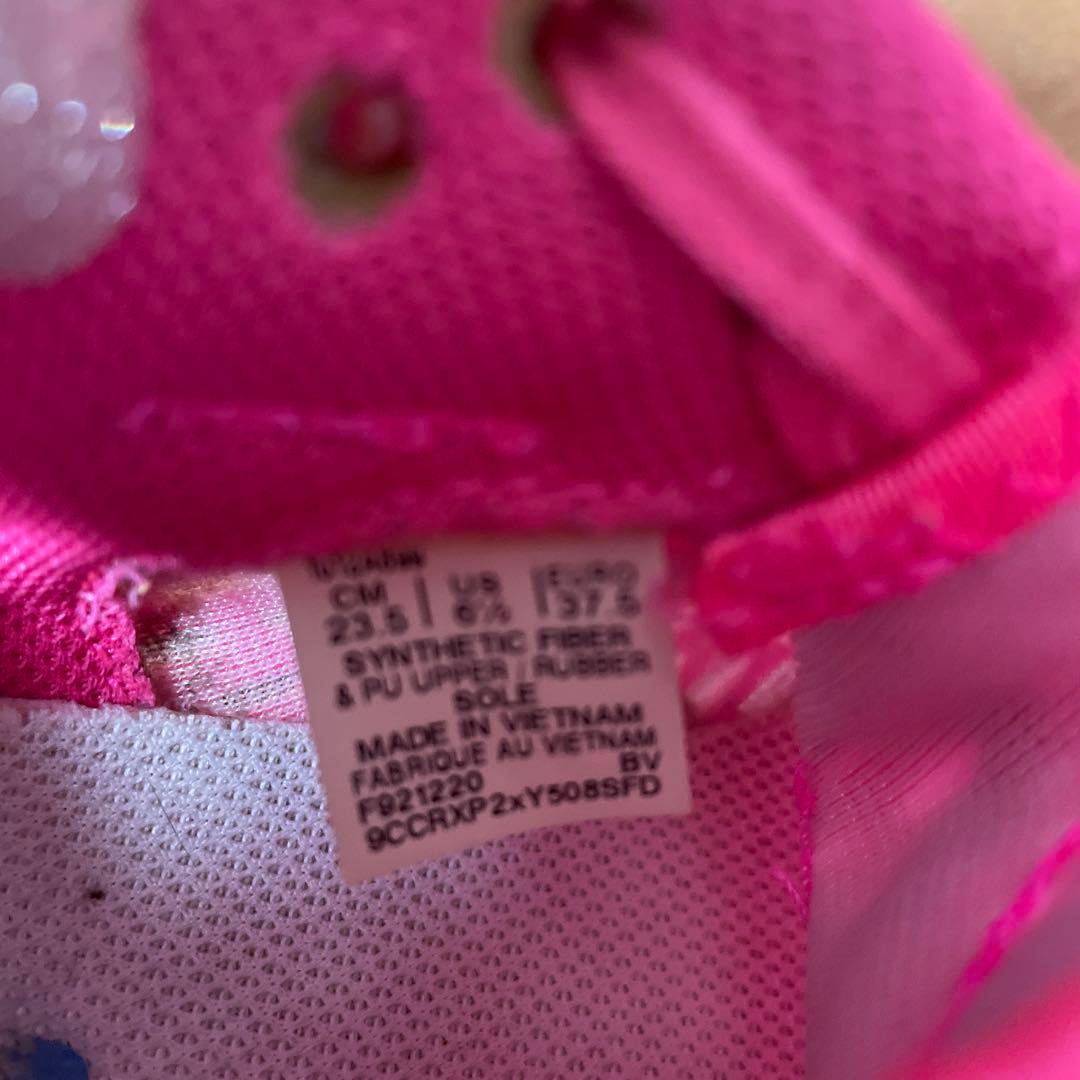 CM | US | EURO
23.5 | 6½ | 37.5
SYNTHETIC FIBER
& PU UPPER / RUBBER
SOLE
MADE IN VIETNAM
FABRIQUE AU VIETNAM
F921220 BV
9CCRXP2xY508SFD